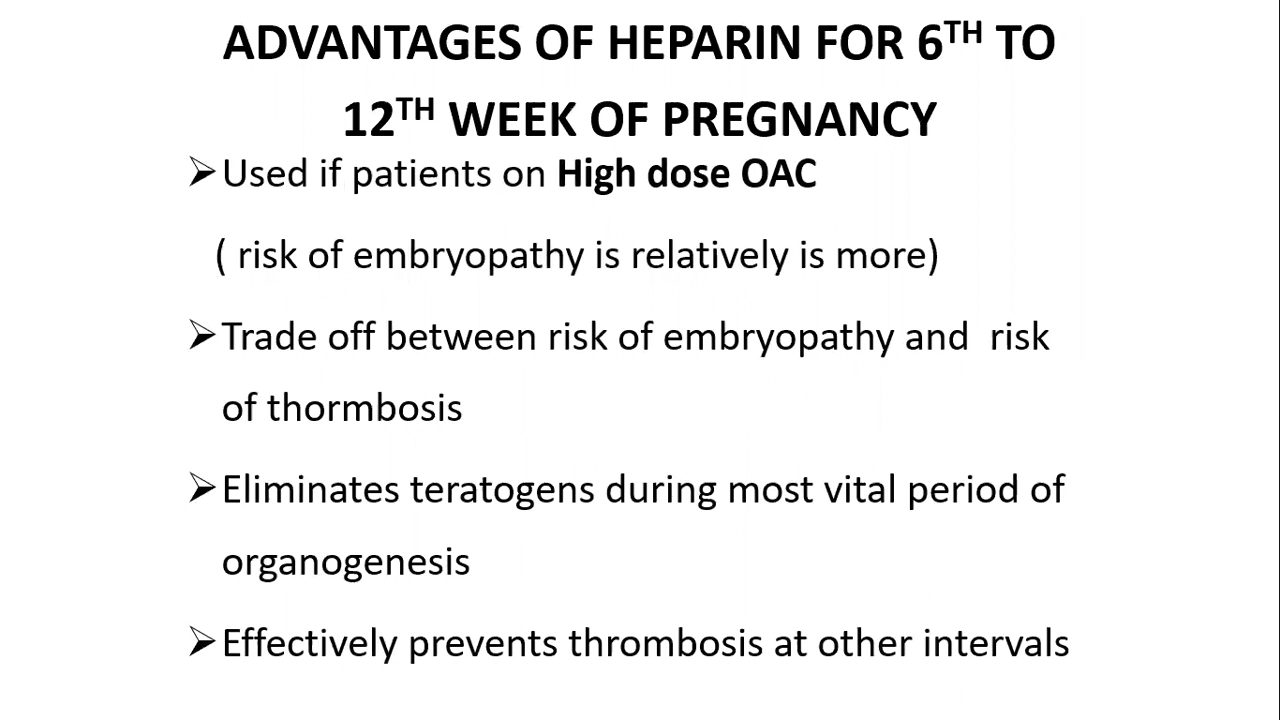 ADVANTAGES OF HEPARIN FOR 6TH TO
12TH WEEK OF PREGNANCY
➢Used if patients on High dose OAC
( risk of embryopathy is relatively is more)
➢Trade off between risk of embryopathy and  risk
of thormbosis
➢Eliminates teratogens during most vital period of
organogenesis
➢Effectively prevents thrombosis at other intervals